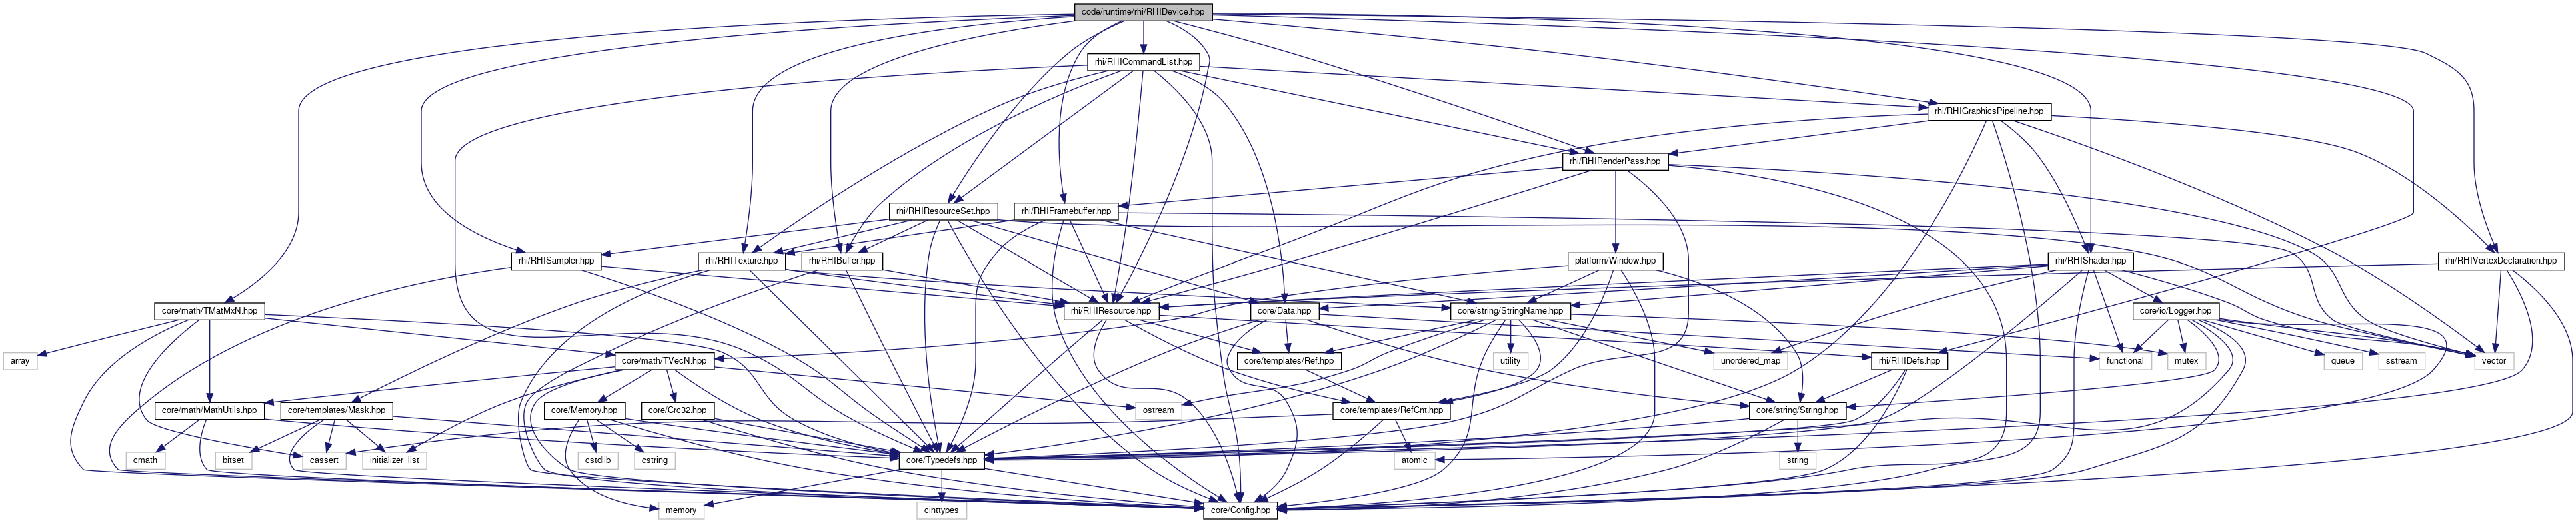 code/runtime/rhi/RHIDevice.hpp
rhi/RHICommandList.hpp
rhi/RHIGraphicsPipeline.hpp
rhi/RHIRenderPass.hpp
rhi/RHIResourceSet.hpp
rhi/RHIFramebuffer.hpp
rhi/RHISampler.hpp
rhi/RHITexture.hpp
rhi/RHIBuffer.hpp
platform/Window.hpp
rhi/RHIShader.hpp
rhi/RHIVertexDeclaration.hpp
core/math/TMatMxN.hpp
rhi/RHIResource.hpp
core/Data.hpp
core/string/StringName.hpp
core/io/Logger.hpp
array
core/math/TVecN.hpp
core/templates/Ref.hpp
utility
unordered_map
rhi/RHIDefs.hpp
functional
mutex
queue
sstream
vector
core/math/MathUtils.hpp
core/templates/Mask.hpp
core/Memory.hpp
core/Crc32.hpp
ostream
core/templates/RefCnt.hpp
core/string/String.hpp
cmath
bitset
cassert
initializer_list
cstdlib
cstring
core/Typedefs.hpp
atomic
string
memory
cinttypes
core/Config.hpp